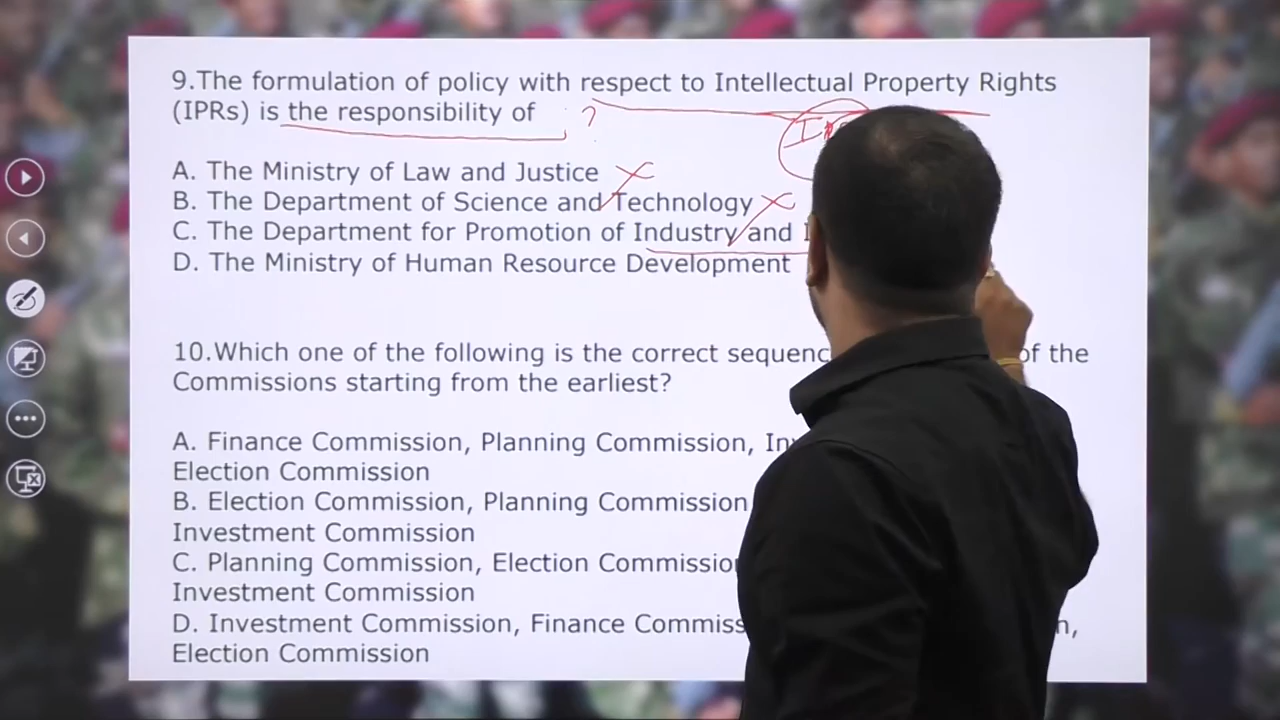 9.The formulation of policy with respect to Intellectual Property Rights
(IPRs) is the responsibility of ?
A. The Ministry of Law and Justice
B. The Department of Science and Technology
C. The Department for Promotion of Industry and
D. The Ministry of Human Resource Development
10.Which one of the following is the correct of the
Commissions starting from the earliest?
A. Finance Commission, Planning Commission,
Election Commission
B. Election Commission, Planning Commission
Investment Commission
C. Planning Commission, Election
Investment Commission
D. Investment Commission, Finance
Election Commission